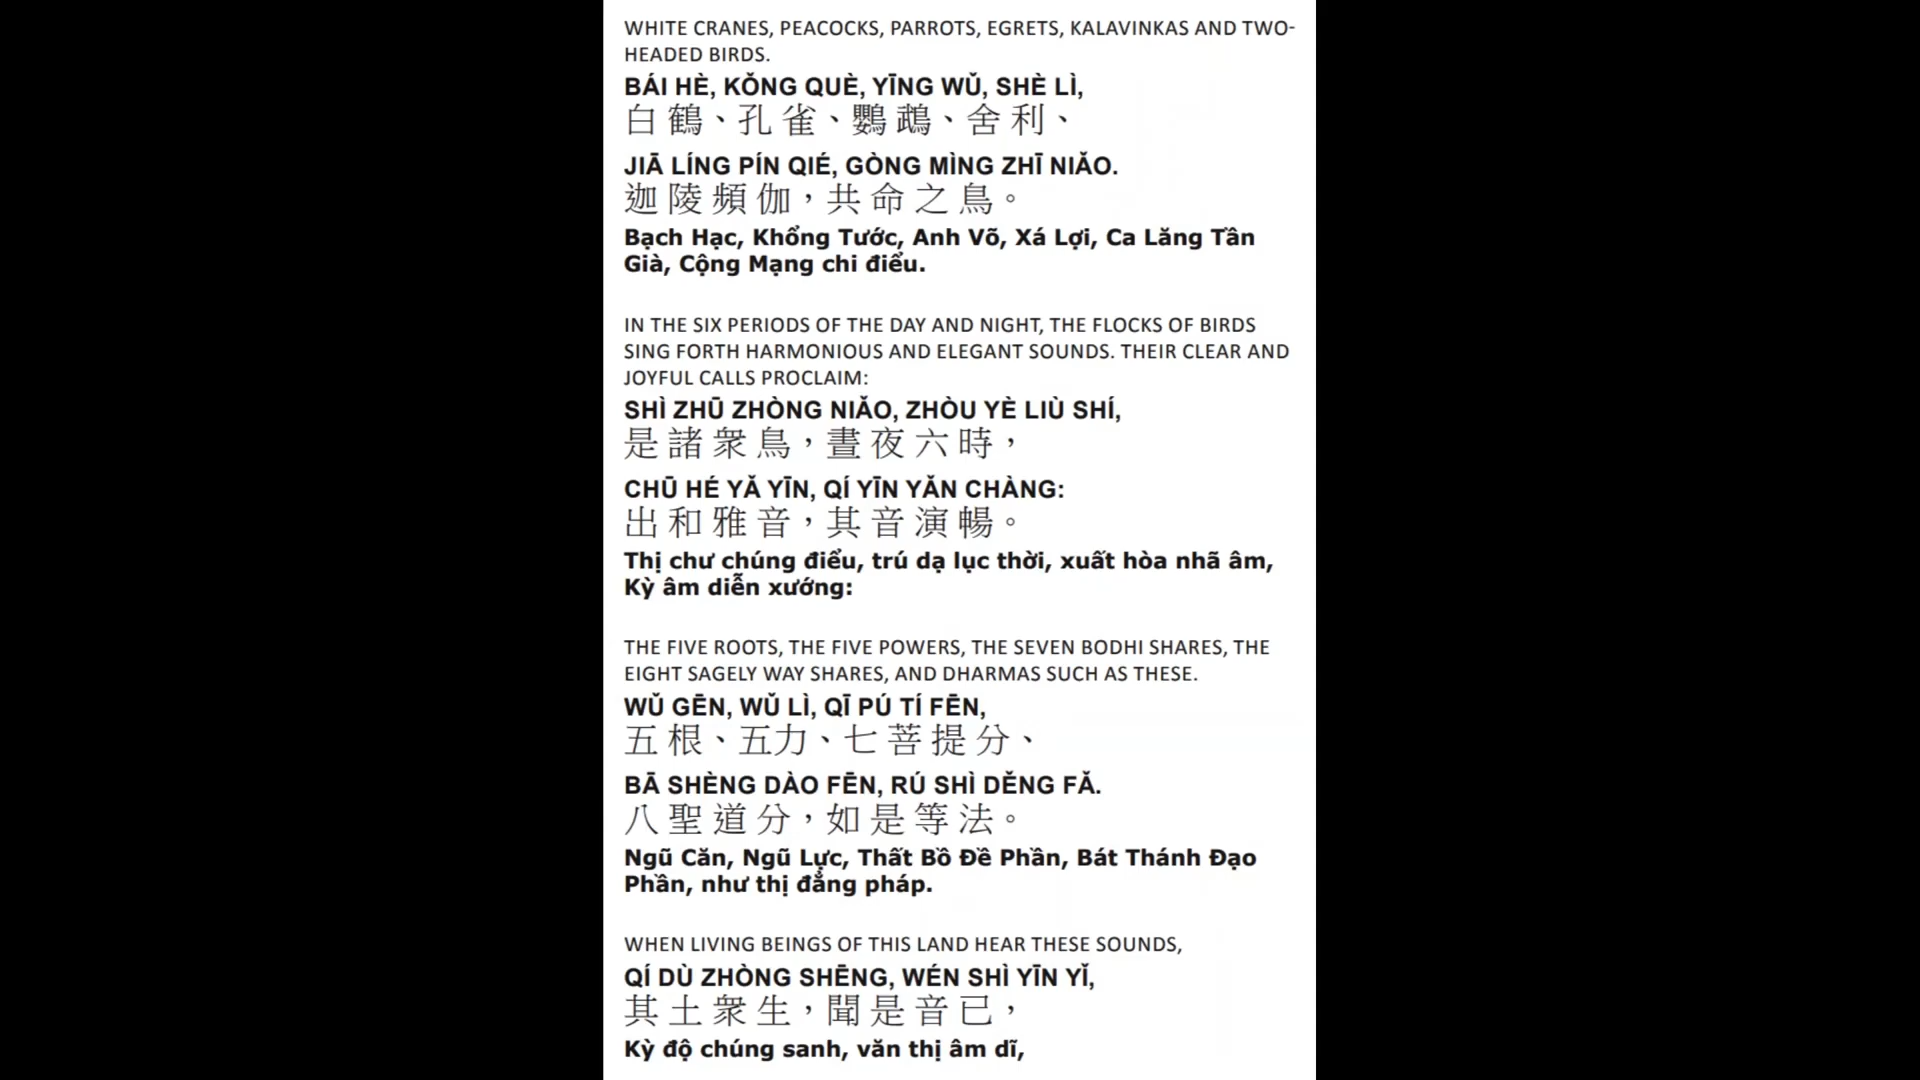 WHITE CRANES, PEACOCKS, PARROTS, EGRETS, KALAVINKAS AND TWO-
HEADED BIRDS.
BÁI HÈ, KǑNG QUÈ, YĪNG WǓ, SHÈ LÌ,
白鶴、孔雀、鸚鵡、舍利、
JIĀ LÍNG PÍN QIÉ, GÒNG MÌNG ZHĪ NIǍO.
迦陵頻伽，共命之鳥。
Bạch Hạc, Khổng Tước, Anh Võ, Xá Lợi, Ca Lăng Tần
Già, Cộng Mạng chi điểu.
IN THE SIX PERIODS OF THE DAY AND NIGHT, THE FLOCKS OF BIRDS
SING FORTH HARMONIOUS AND ELEGANT SOUNDS. THEIR CLEAR AND
JOYFUL CALLS PROCLAIM:
SHÌ ZHŪ ZHÒNG NIǍO, ZHÒU YÈ LIÙ SHÍ,
是諸衆鳥，晝夜六時，
CHŪ HÉ YǍ YĪN, QÍ YĪN YǍN CHÀNG:
出和雅音，其音演暢。
Thị chư chúng điểu, trú dạ lục thời, xuất hòa nhã âm,
Kỳ âm diễn xướng:
THE FIVE ROOTS, THE FIVE POWERS, THE SEVEN BODHI SHARES, THE
EIGHT SAGELY WAY SHARES, AND DHARMAS SUCH AS THESE.
WǓ GĒN, WǓ LÌ, QĪ PÚ TÍ FĒN,
五根、五力、七菩提分、
BĀ SHÈNG DÀO FĒN, RÚ SHÌ DĚNG FǍ.
八聖道分，如是等法。
Ngũ Căn, Ngũ Lực, Thất Bồ Đề Phần, Bát Thánh Đạo
Phần, như thị đẳng pháp.
WHEN LIVING BEINGS OF THIS LAND HEAR THESE SOUNDS,
QÍ DÙ ZHÒNG SHĒNG, WÉN SHÌ YĪN YǏ,
其土衆生，聞是音已，
Kỳ độ chúng sanh, văn thị âm dĩ,